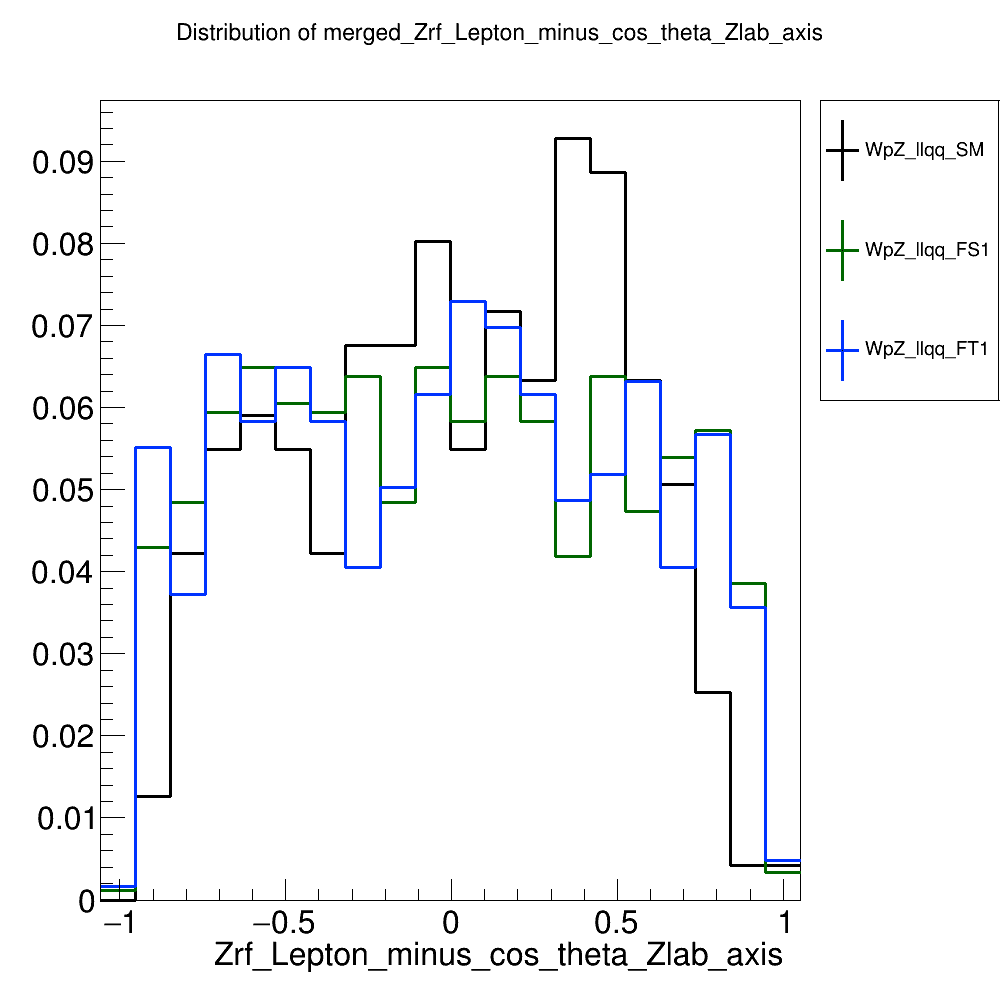 Distribution of merged_Zrf_Lepton_minus_cos_theta_Zlab_axis
WpZ_llqq_SM
WpZ_llqq_FS1
WpZ_llqq_FT1
0.09
0.08
0.07
0.06
0.05
0.04
0.03
0.02
0.01
0
−1 −0.5 0 0.5 1
Zrf_Lepton_minus_cos_theta_Zlab_axis